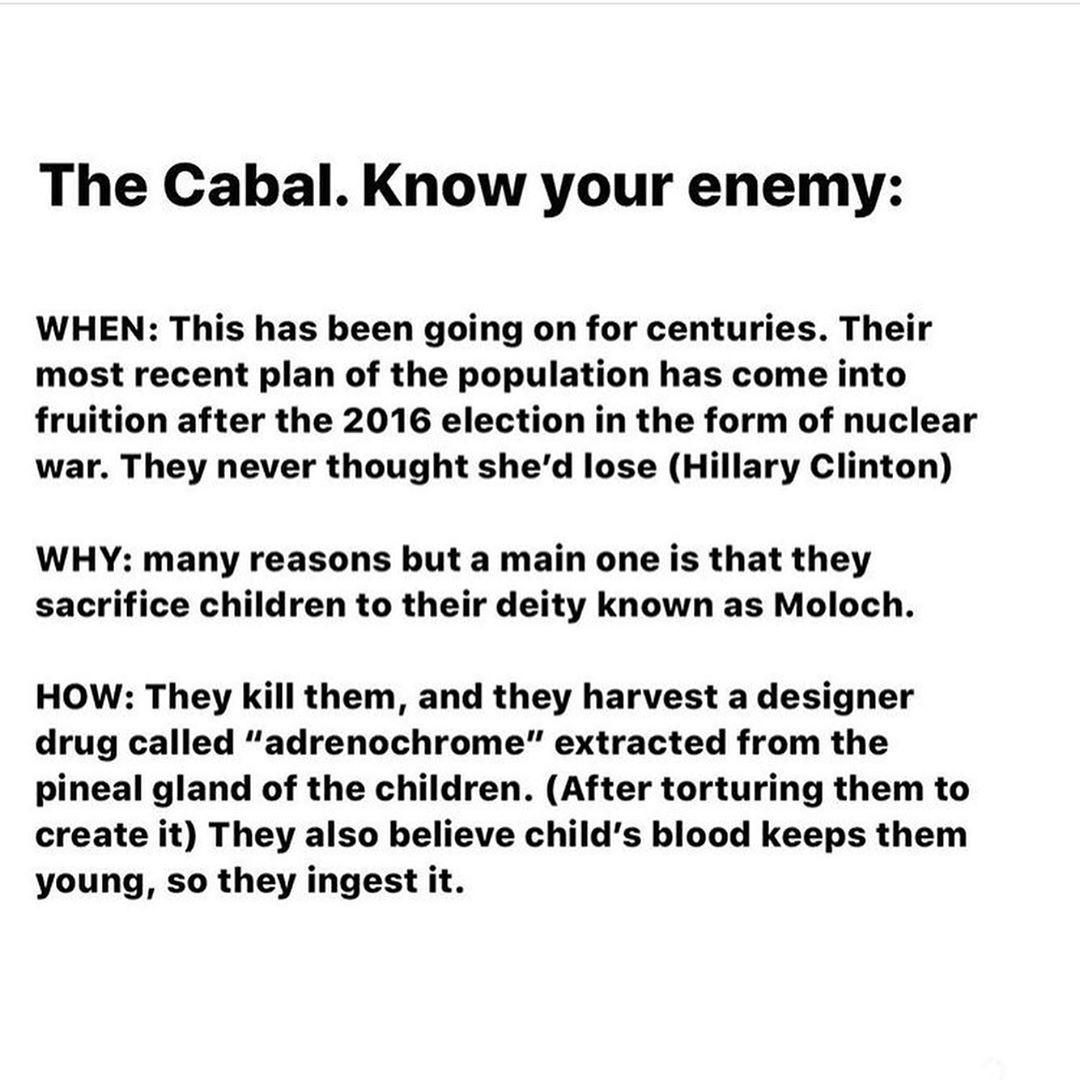 The Cabal. Know your enemy:
WHEN: This has been going on for centuries. Their
most recent plan of the population has come into
fruition after the 2016 election in the form of nuclear
war. They never thought she’d lose (Hillary Clinton)
WHY: many reasons but a main one is that they
sacrifice children to their deity known as Moloch.
HOW: They kill them, and they harvest a designer
drug called “adrenochrome” extracted from the
pineal gland of the children. (After torturing them to
create it) They also believe child’s blood keeps them
young, so they ingest it.